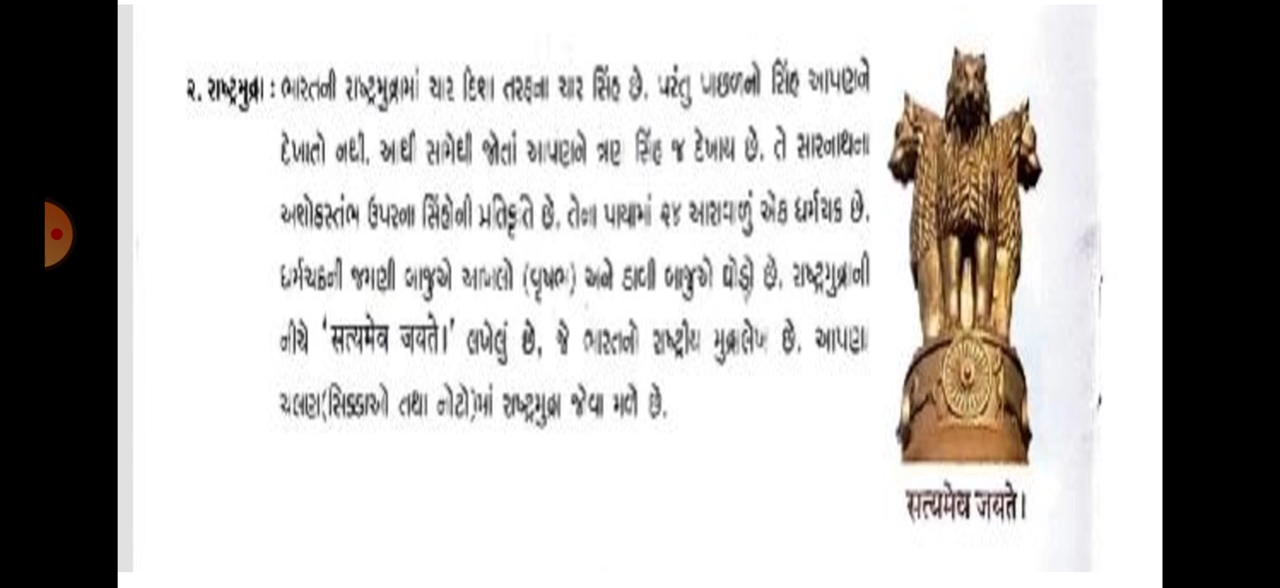 ૨. રાષ્ટ્રમુદ્રા : ભારતની રાષ્ટ્રમુદ્રામાં ચાર દિશા તરફના ચાર સિંહ છે. પરંતુ પાછળનો સિંહ આપણને
દેખાતો નથી. આથી સામેથી જોતાં આપણને ત્રણ સિંહ જ દેખાય છે. તે સારનાથના
અશોકસ્તંભ ઉપરના સિંહોની પ્રતિકૃતિ છે. તેના પાયામાં ૨૪ આરાવાળું એક ધર્મચક્ર છે.
ધર્મચક્રની જમણી બાજુએ આખલો (વૃષભ) અને ડાબી બાજુએ ઘોડો છે. રાષ્ટ્રમુદ્રાની
નીચે ‘सत्यमेव जयते।’ લખેલું છે, જે ભારતનો રાષ્ટ્રીય મુદ્રાલેખ છે. આપણા
ચલણ(સિક્કાઓ તથા નોટો)માં રાષ્ટ્રમુદ્રા જોવા મળે છે.
सत्यमेव जयते।